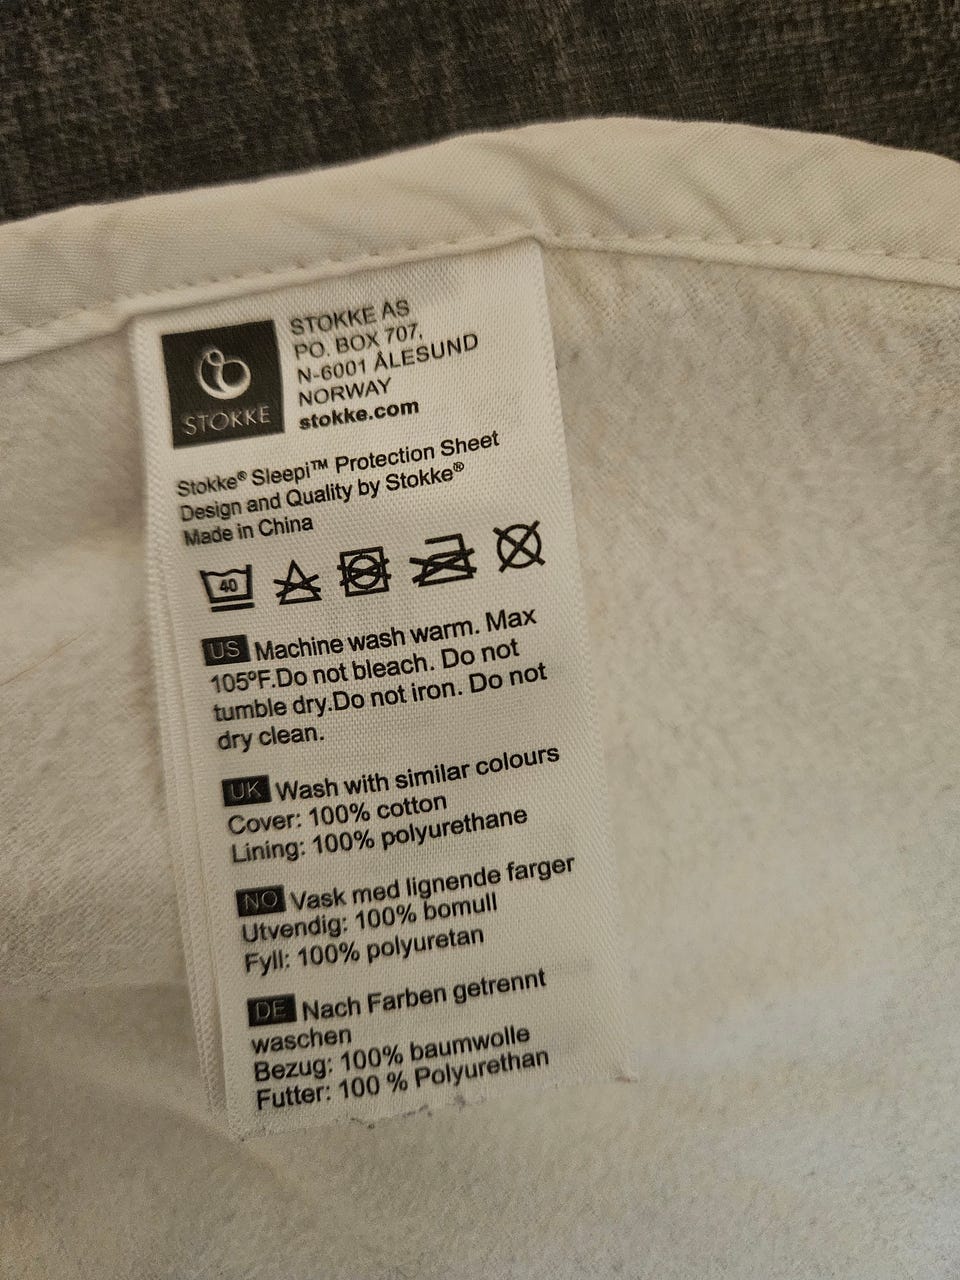 STOKKE
STOKKE AS
PO. BOX 707,
N-6001 ÅLESUND
NORWAY
stokke.com
Stokke® Sleepi™ Protection Sheet
Design and Quality by Stokke®
Made in China
40
US Machine wash warm. Max
105ºF.Do not bleach. Do not
tumble dry.Do not iron. Do not
dry clean.
UK Wash with similar colours
Cover: 100% cotton
Lining: 100% polyurethane
NO Vask med lignende farger
Utvendig: 100% bomull
Fyll: 100% polyuretan
DE Nach Farben getrennt
waschen
Bezug: 100% baumwolle
Futter: 100 % Polyurethan